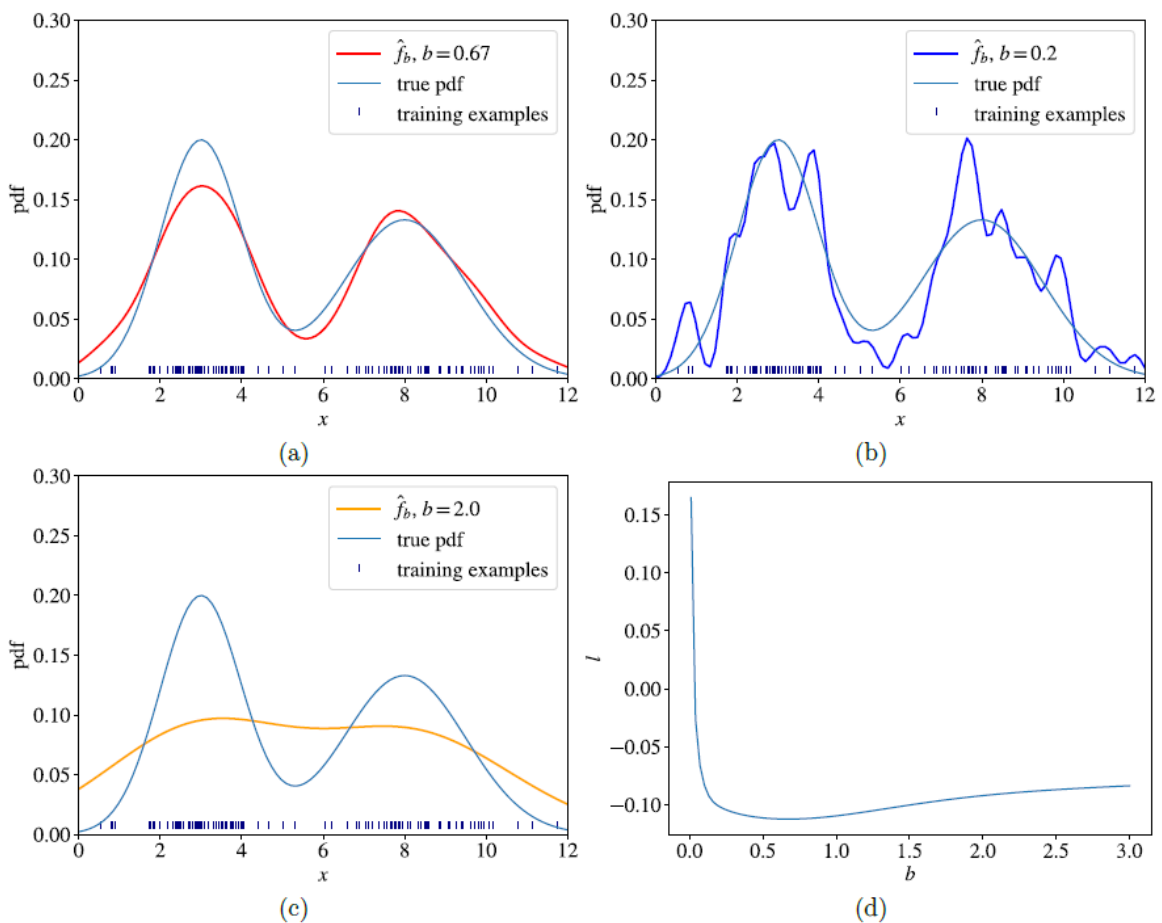 0.30
0.25
0.20
0.15
0.10
0.05
0.00
pdf
f̂_b, b = 0.67
true pdf
training examples
0 2 4 6 8 10 12
x
(a)
0.30
0.25
0.20
0.15
0.10
0.05
0.00
pdf
f̂_b, b = 0.2
true pdf
training examples
0 2 4 6 8 10 12
x
(b)
0.30
0.25
0.20
0.15
0.10
0.05
0.00
pdf
f̂_b, b = 2.0
true pdf
training examples
0 2 4 6 8 10 12
x
(c)
0.15
0.10
0.05
0.00
−0.05
−0.10
l
0.0 0.5 1.0 1.5 2.0 2.5 3.0
b
(d)